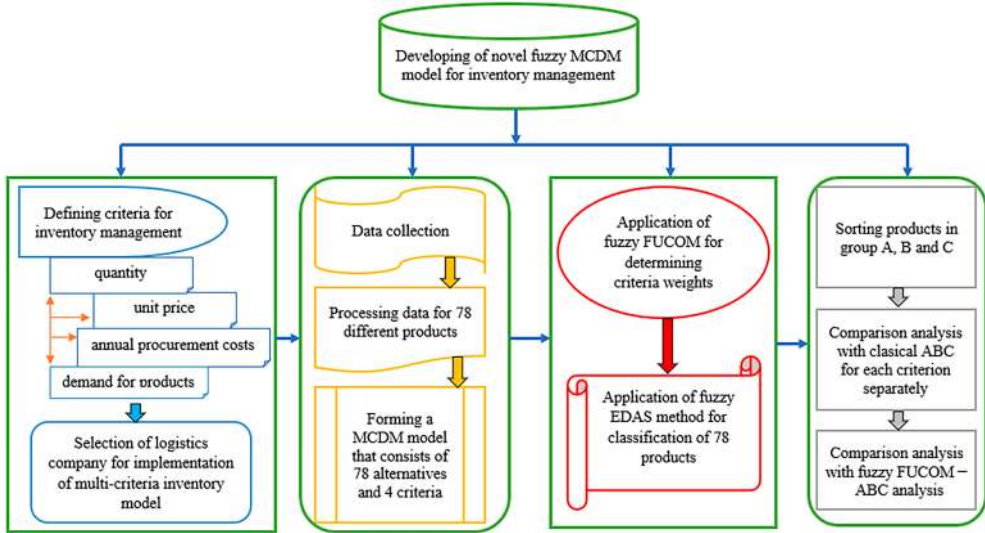 Developing of novel fuzzy MCDM
model for inventory management
Defining criteria for
inventory management
quantity
unit price
annual procurement costs
demand for products
Selection of logistics
company for implementation
of multi-criteria inventory
model
Data collection
Processing data for 78
different products
Forming a
MCDM model
that consists of
78 alternatives
and 4 criteria
Application of
fuzzy FUCOM for
determining
criteria weights
Application of fuzzy
EDAS method for
classification of 78
products
Sorting products in
group A, B and C
Comparison analysis
with clasical ABC
for each criterion
separately
Comparison analysis
with fuzzy FUCOM –
ABC analysis